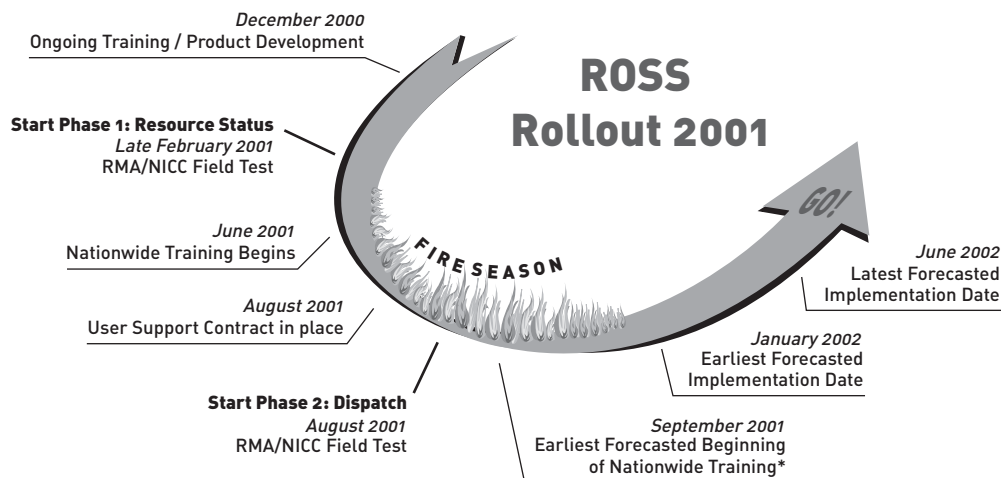 ROSS
Rollout 2001
December 2000
Ongoing Training / Product Development
Start Phase 1: Resource Status
Late February 2001
RMA/NICC Field Test
June 2001
Nationwide Training Begins
August 2001
User Support Contract in place
Start Phase 2: Dispatch
August 2001
RMA/NICC Field Test
FIRE SEASON
September 2001
Earliest Forecasted Beginning
of Nationwide Training*
January 2002
Earliest Forecasted
Implementation Date
June 2002
Latest Forecasted
Implementation Date
GO!